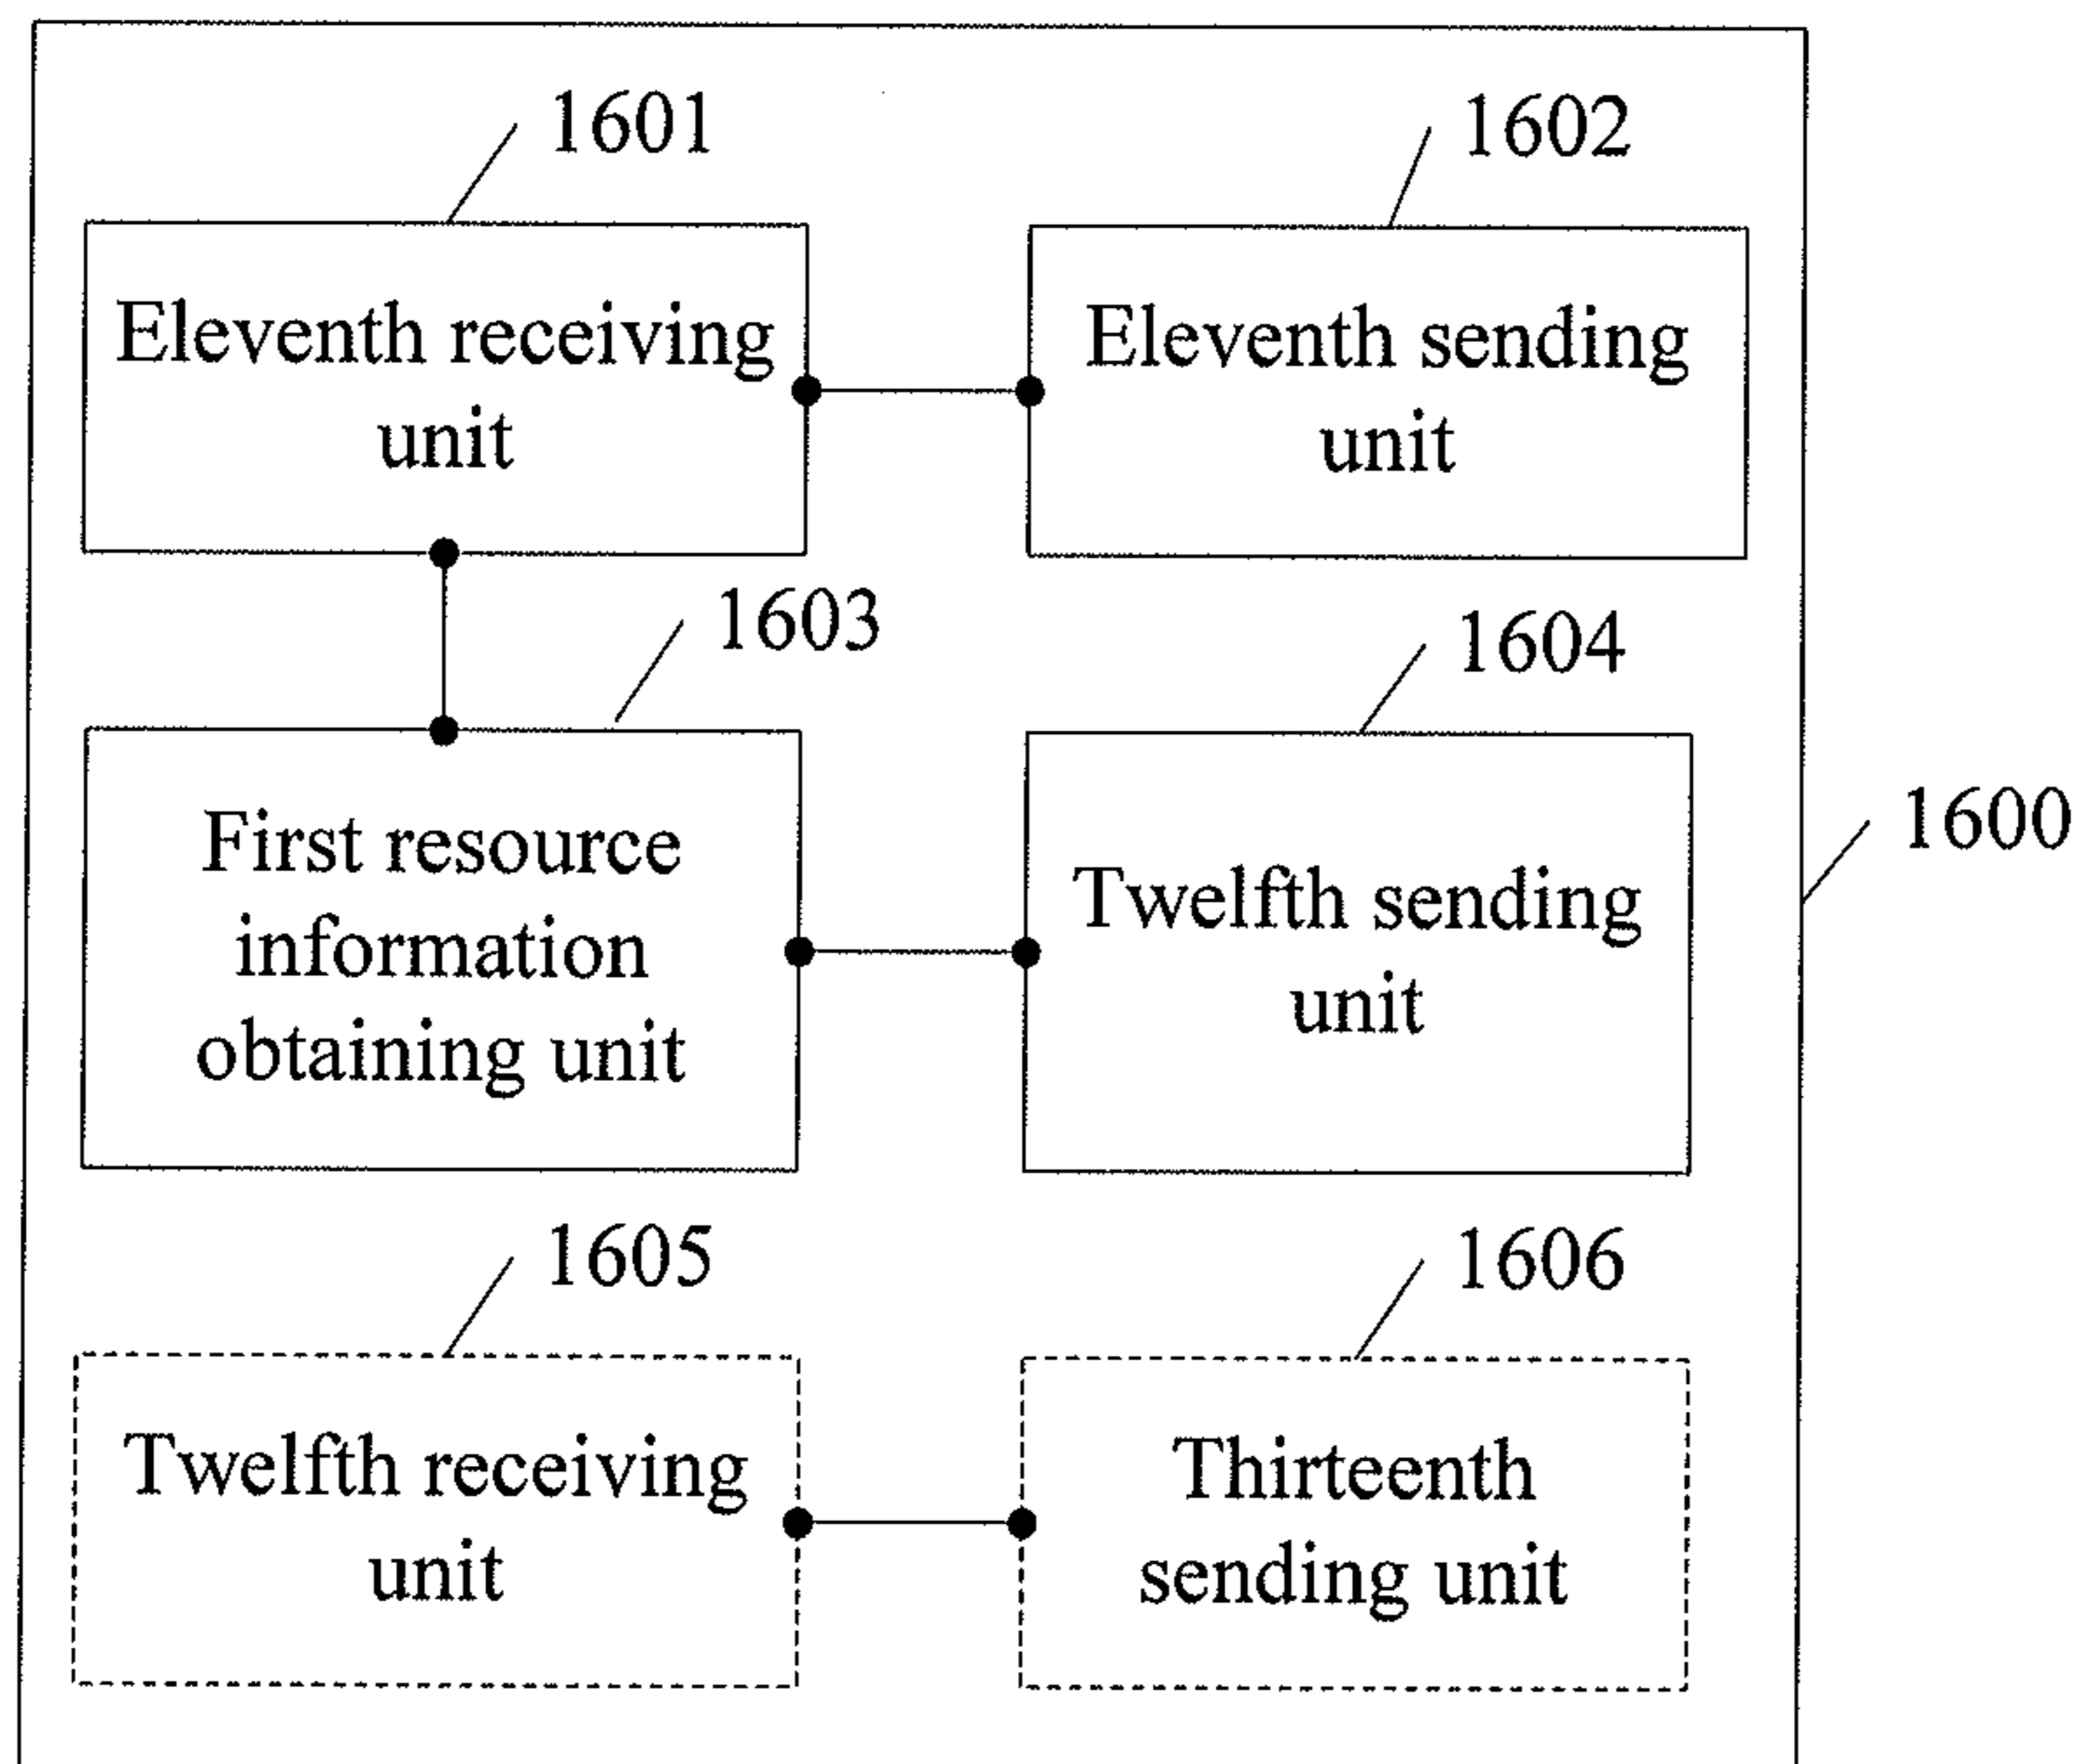 1601
1602
Eleventh receiving
unit
Eleventh sending
unit
1603
1604
First resource
information
obtaining unit
Twelfth sending
unit
1600
1605
1606
Twelfth receiving
unit
Thirteenth
sending unit